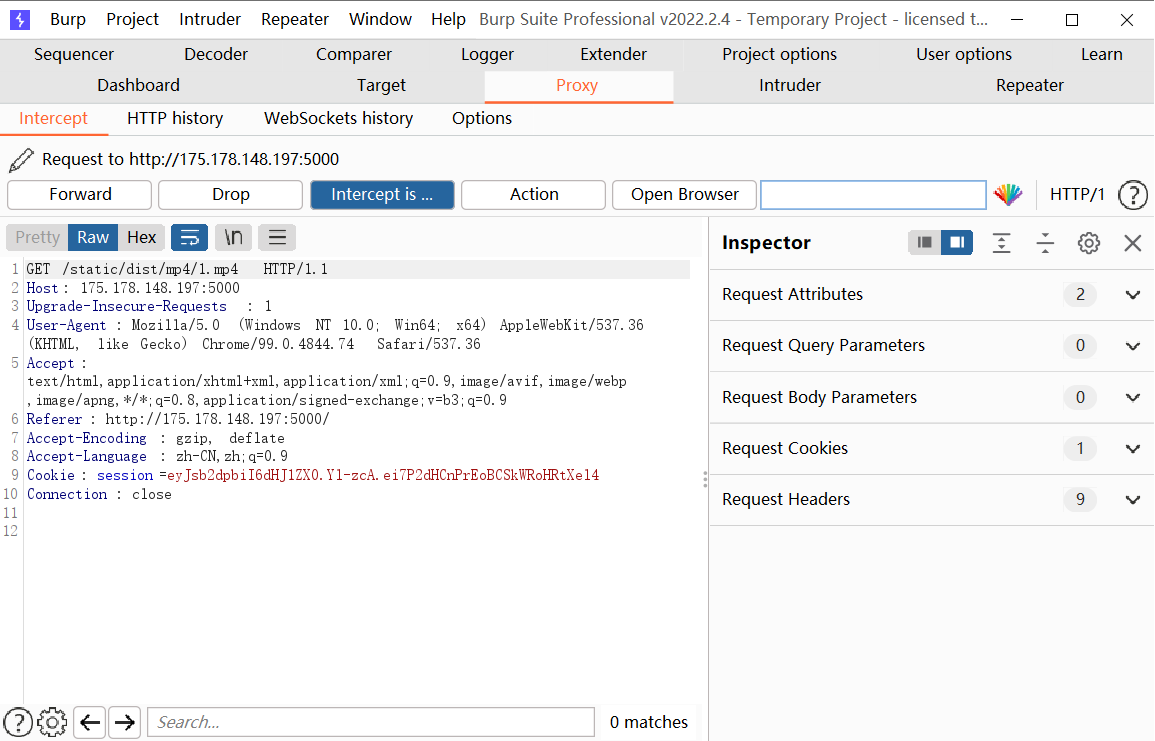 Burp Project Intruder Repeater Window Help Burp Suite Professional v2022.2.4 - Temporary Project - licensed t...
Sequencer Decoder Comparer Logger Extender Project options User options Learn
Dashboard Target Proxy Intruder Repeater
Intercept HTTP history WebSockets history Options
Request to http://175.178.148.197:5000
Forward Drop Intercept is ... Action Open Browser HTTP/1 ?
Pretty Raw Hex \n
Inspector
1 GET /static/dist/mp4/1.mp4 HTTP/1.1
2 Host : 175.178.148.197:5000
3 Upgrade-Insecure-Requests : 1
4 User-Agent : Mozilla/5.0 (Windows NT 10.0; Win64; x64) AppleWebKit/537.36
(KHTML, like Gecko) Chrome/99.0.4844.74 Safari/537.36
5 Accept :
text/html,application/xhtml+xml,application/xml;q=0.9,image/avif,image/webp
,image/apng,*/*;q=0.8,application/signed-exchange;v=b3;q=0.9
6 Referer : http://175.178.148.197:5000/
7 Accept-Encoding : gzip, deflate
8 Accept-Language : zh-CN,zh;q=0.9
9 Cookie : session =eyJsb2dpbiI6dHJ1ZX0.Yl-zcA.ei7P2dHCnPrEoBCSkWRoHRtXel4
10 Connection : close
11
12
Request Attributes 2
Request Query Parameters 0
Request Body Parameters 0
Request Cookies 1
Request Headers 9
? Search... 0 matches